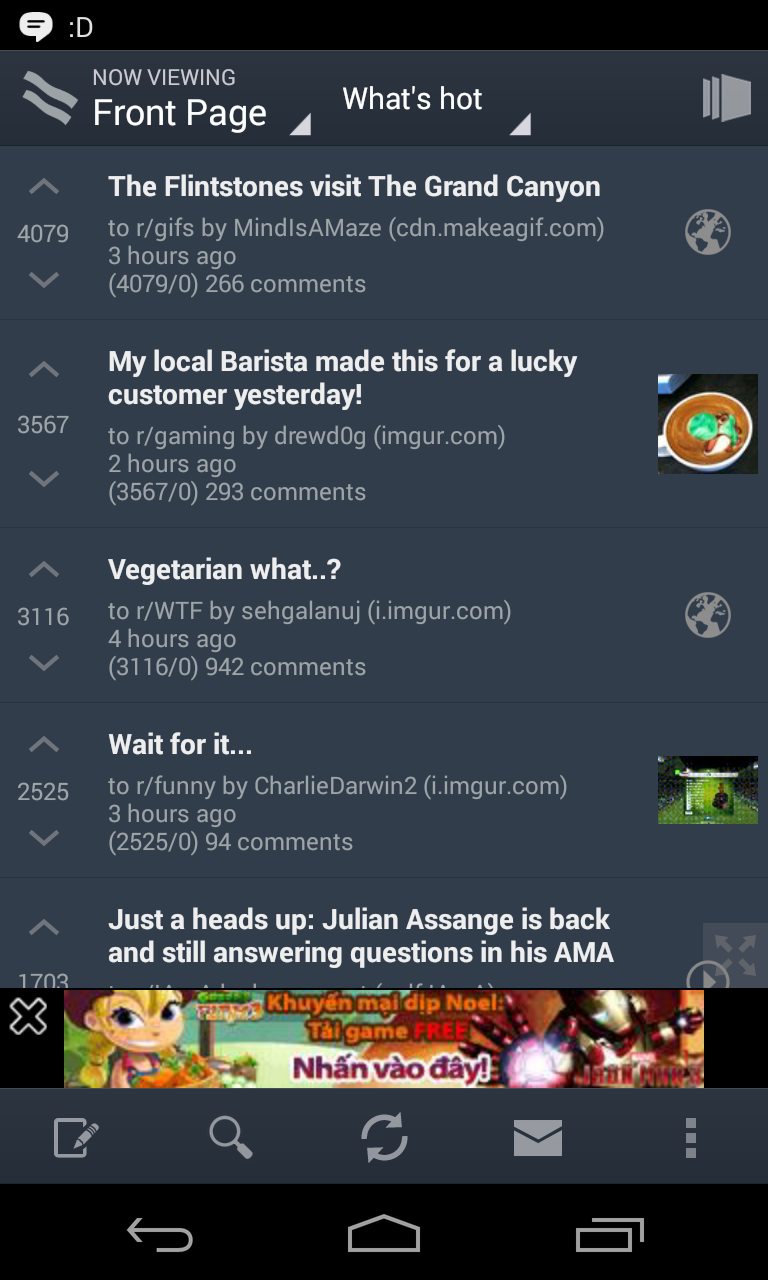 :D
NOW VIEWING
Front Page
What's hot
The Flintstones visit The Grand Canyon
4079
to r/gifs by MindIsAMaze (cdn.makeagif.com)
3 hours ago
(4079/0) 266 comments
My local Barista made this for a lucky
customer yesterday!
3567
to r/gaming by drewd0g (imgur.com)
2 hours ago
(3567/0) 293 comments
Vegetarian what..?
3116
to r/WTF by sehgalanuj (i.imgur.com)
4 hours ago
(3116/0) 942 comments
Wait for it...
2525
to r/funny by CharlieDarwin2 (i.imgur.com)
3 hours ago
(2525/0) 94 comments
Just a heads up: Julian Assange is back
and still answering questions in his AMA
1703
Khuyến mại dịp Noel:
Tải game FREE
Nhấn vào đây!
IRON MAN 3